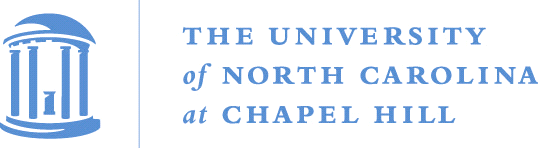 THE UNIVERSITY
of NORTH CAROLINA
at CHAPEL HILL